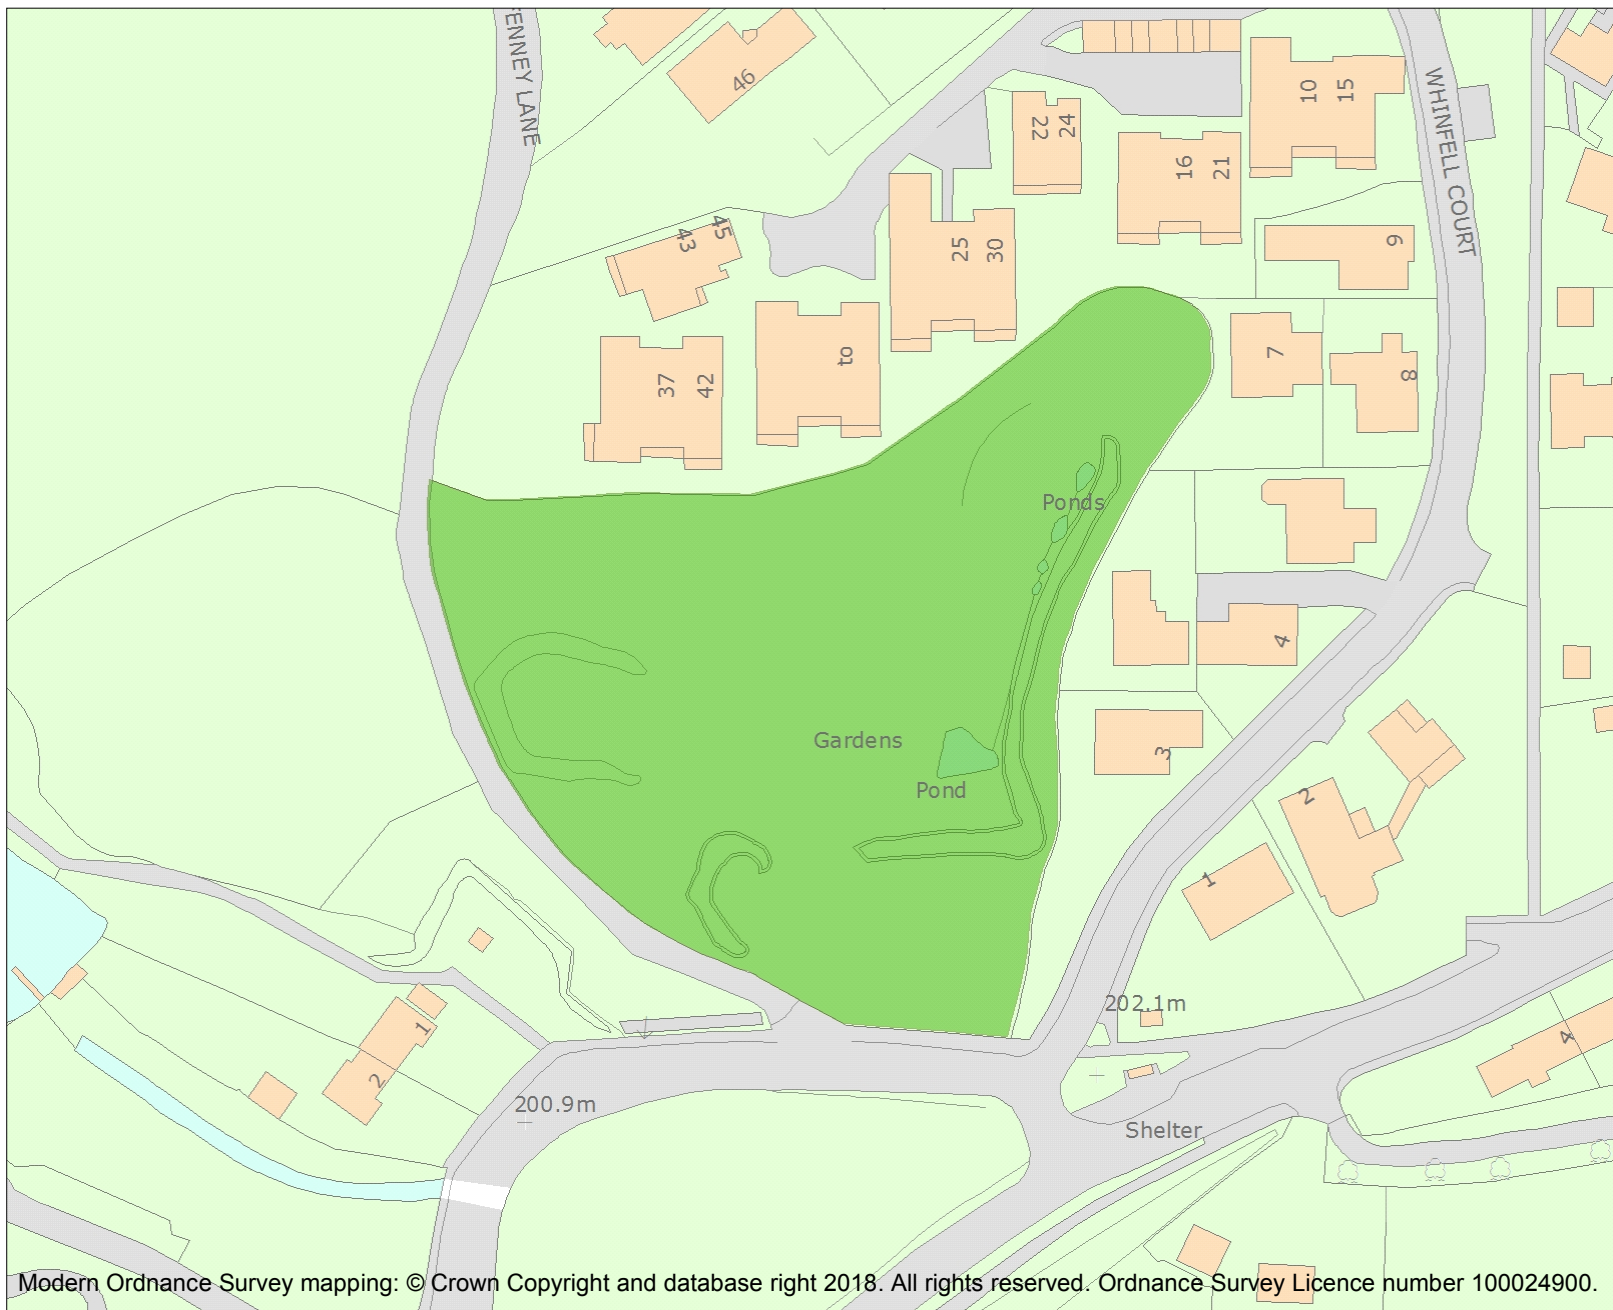 FENNEY LANE
46
22
24
10
15
WHINFELL COURT
16
21
43
45
25
30
9
to
7
8
37
42
Ponds
4
Gardens
3
Pond
2
1
202.1m
1
2
4
200.9m
Shelter
Modern Ordnance Survey mapping: © Crown Copyright and database right 2018. All rights reserved. Ordnance Survey Licence number 100024900.